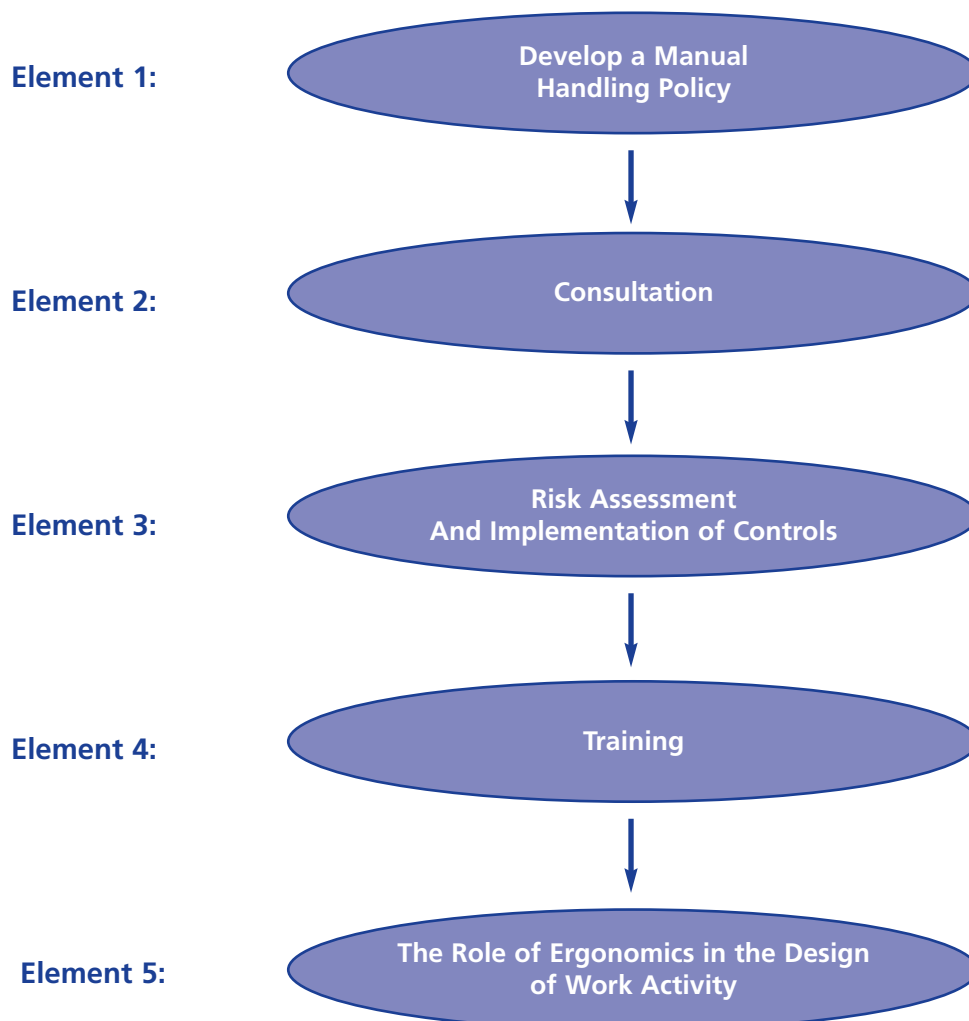 Element 1:
Develop a Manual
Handling Policy
Element 2:
Consultation
Element 3:
Risk Assessment
And Implementation of Controls
Element 4:
Training
Element 5:
The Role of Ergonomics in the Design
of Work Activity